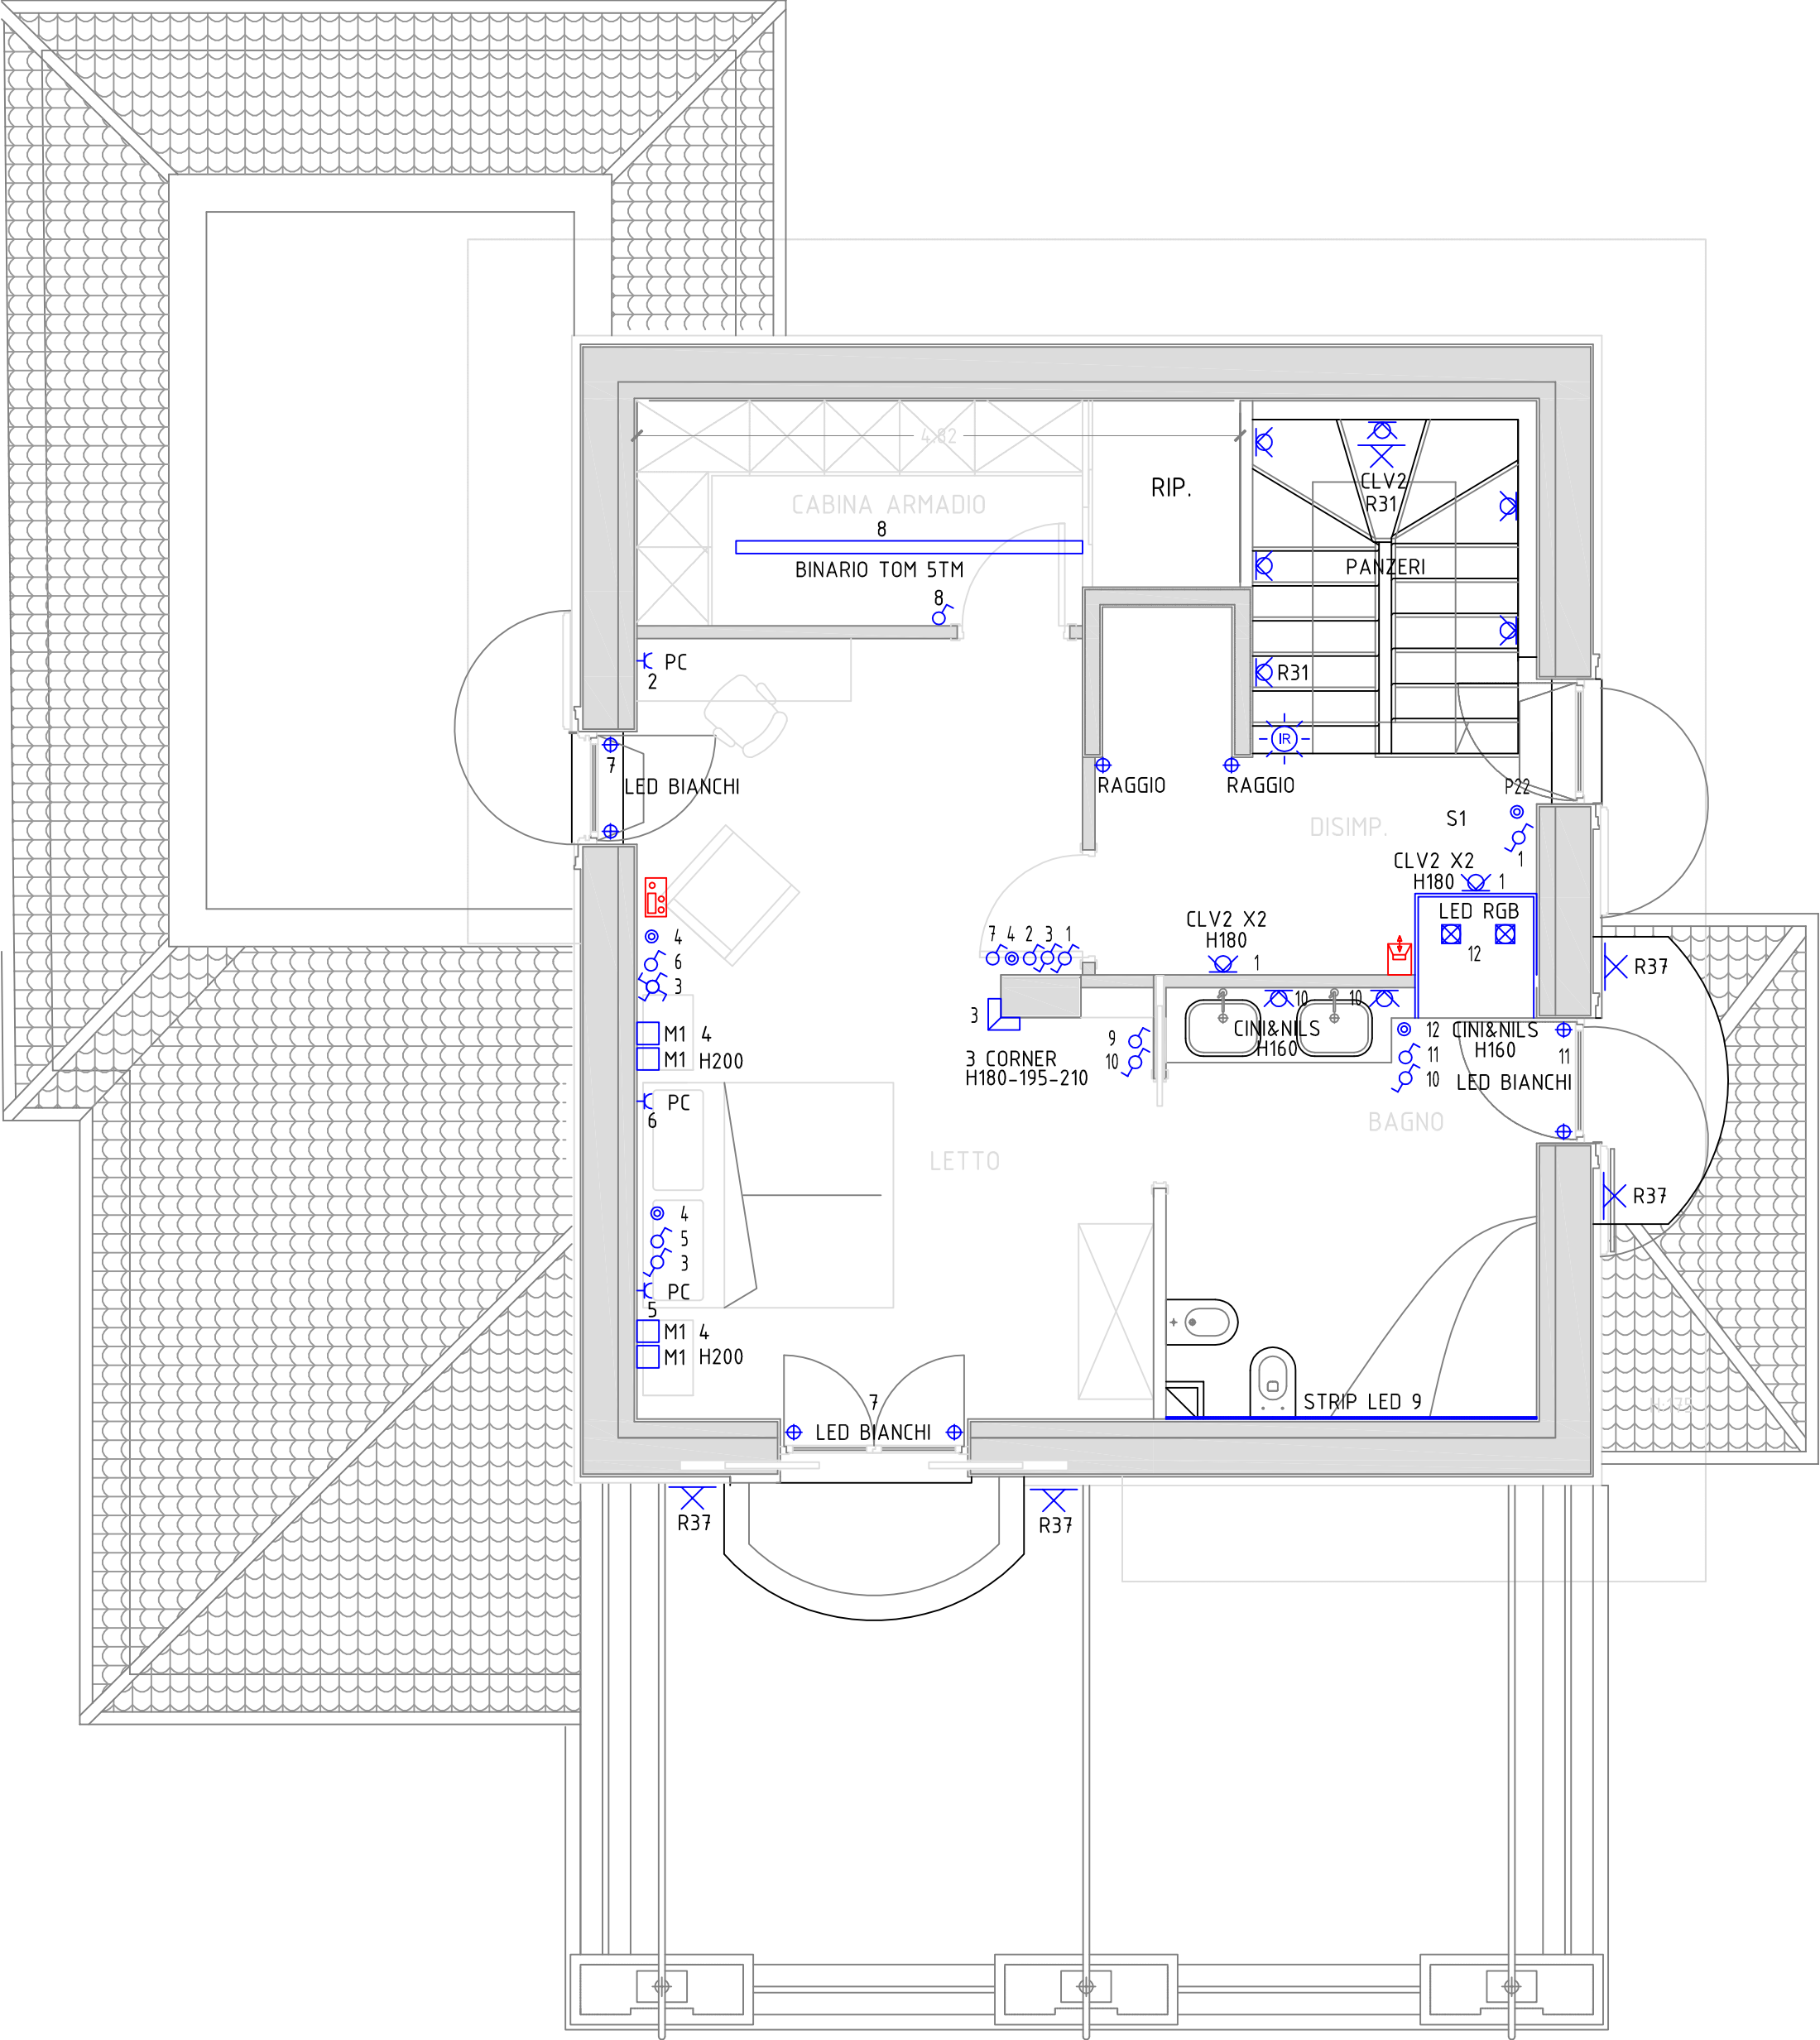 4.82
CLV2
R31
RIP.
CABINA ARMADIO
8
BINARIO TOM 5TM
PANZERI
8
PC
2
R31
IR
7
LED BIANCHI
RAGGIO
RAGGIO
P22
S1
DISIMP.
1
CLV2 X2
H180
1
LED RGB
12
CLV2 X2
H180
1
7 4 2 3 1
4
6
3
R37
10
10
M1 4
M1 H200
3
3 CORNER
H180-195-210
9
10
CINI&NILS
H160
12
11
10
CINI&NILS
H160
11
LED BIANCHI
PC
6
BAGNO
LETTO
R37
4
5
3
PC
5
M1 4
M1 H200
7
LED BIANCHI
STRIP LED 9
R37
R37